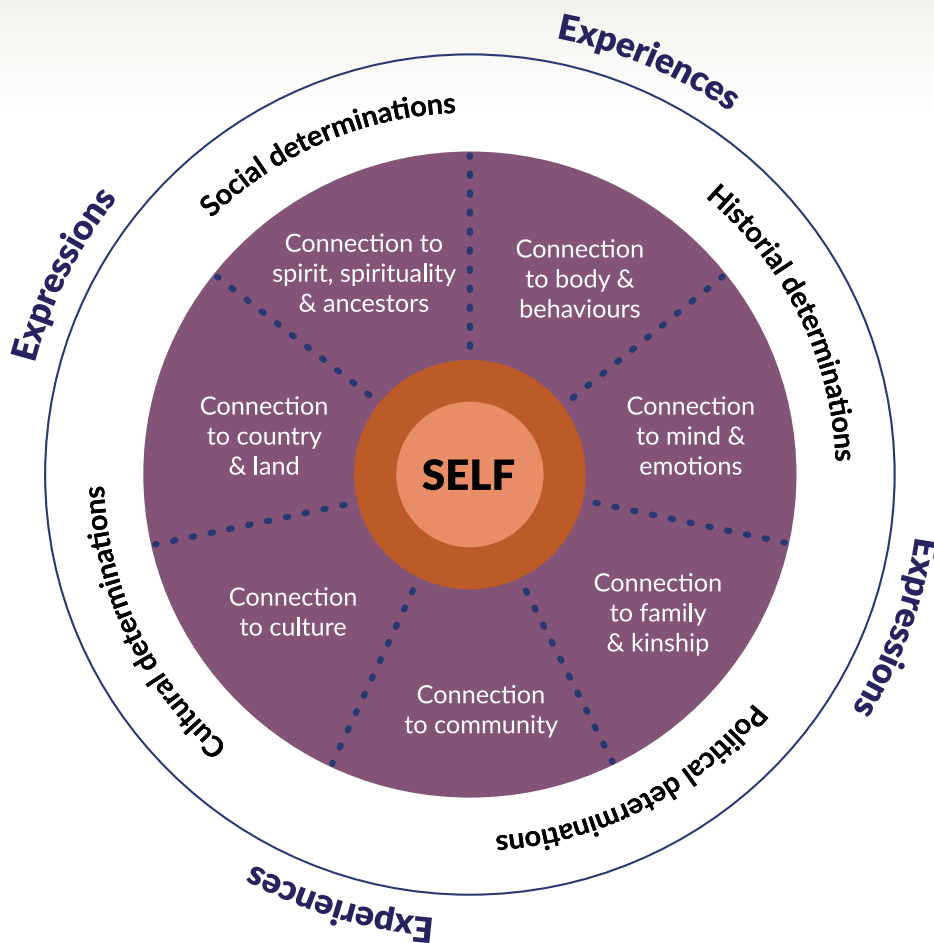 Experiences
Social determinations
Historial determinations
Expressions
Connection to
spirit, spirituality
& ancestors
Connection
to body &
behaviours
Connection
to country
& land
Connection
to mind &
emotions
SELF
Connection
to culture
Connection
to family
& kinship
Connection
to community
Cultural determinations
Political determinations
Expressions
Experiences